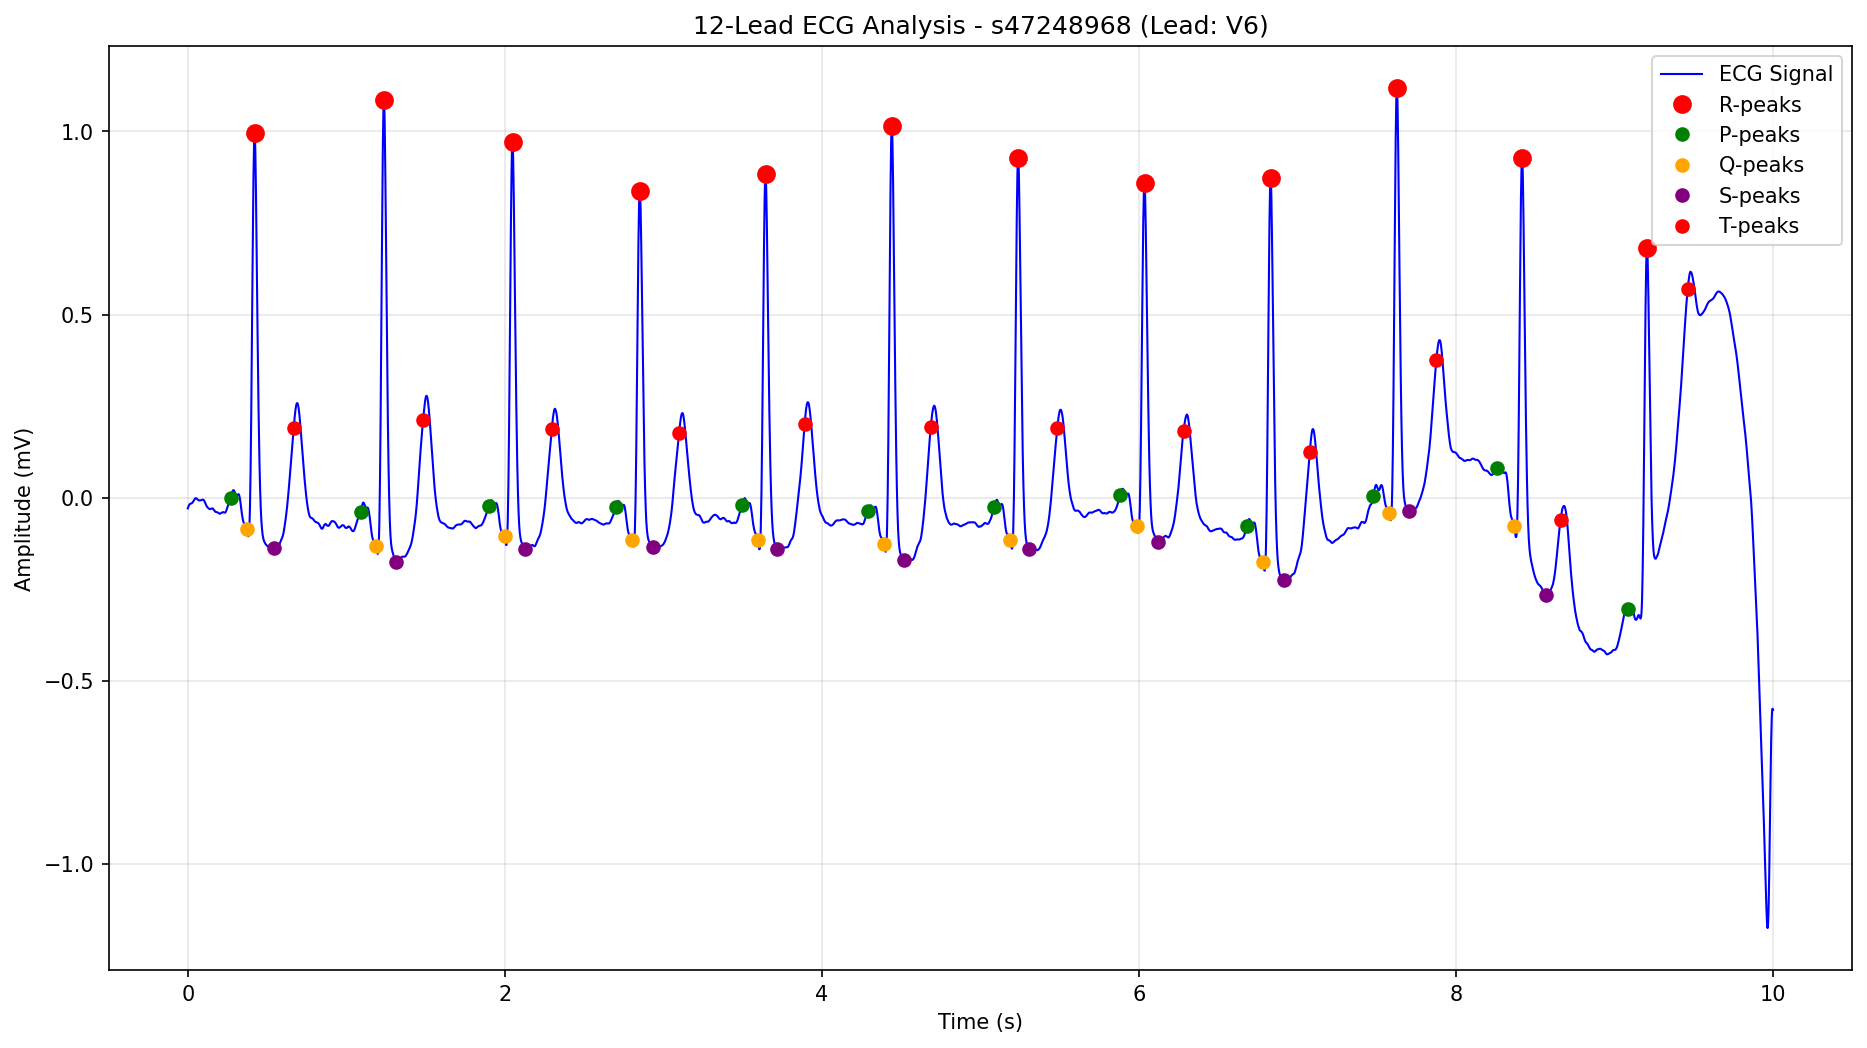 12-Lead ECG Analysis - s47248968 (Lead: V6)
ECG Signal
R-peaks
P-peaks
Q-peaks
S-peaks
T-peaks
Amplitude (mV)
1.0
0.5
0.0
−0.5
−1.0
0
2
4
6
8
10
Time (s)